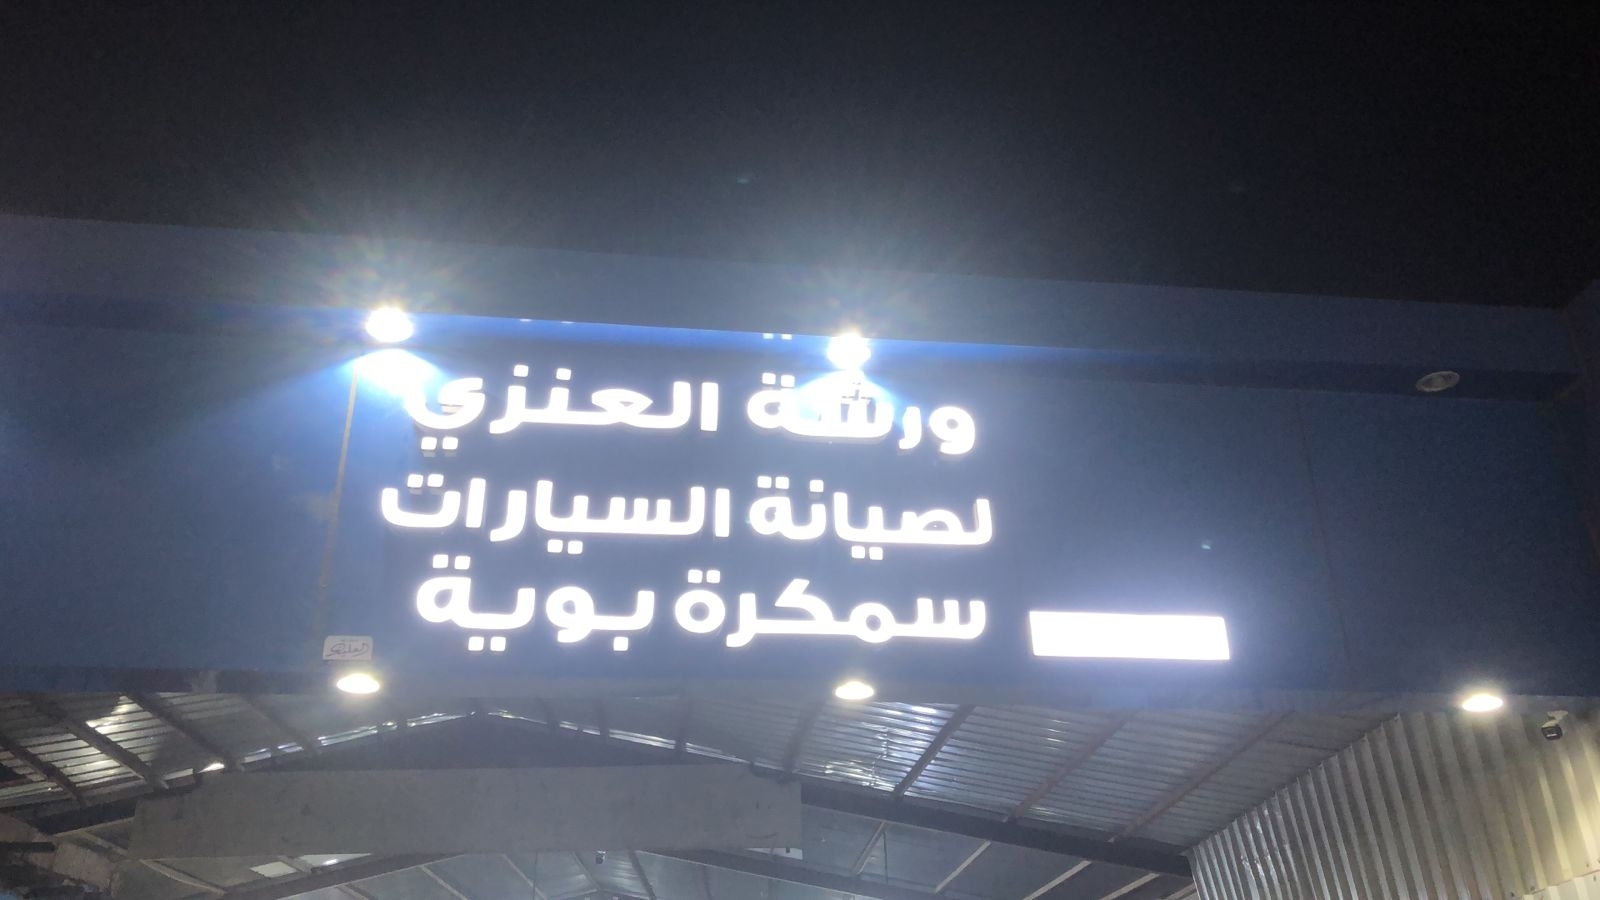 ورشة العنزي
لصيانة السيارات
سمكرة بوية